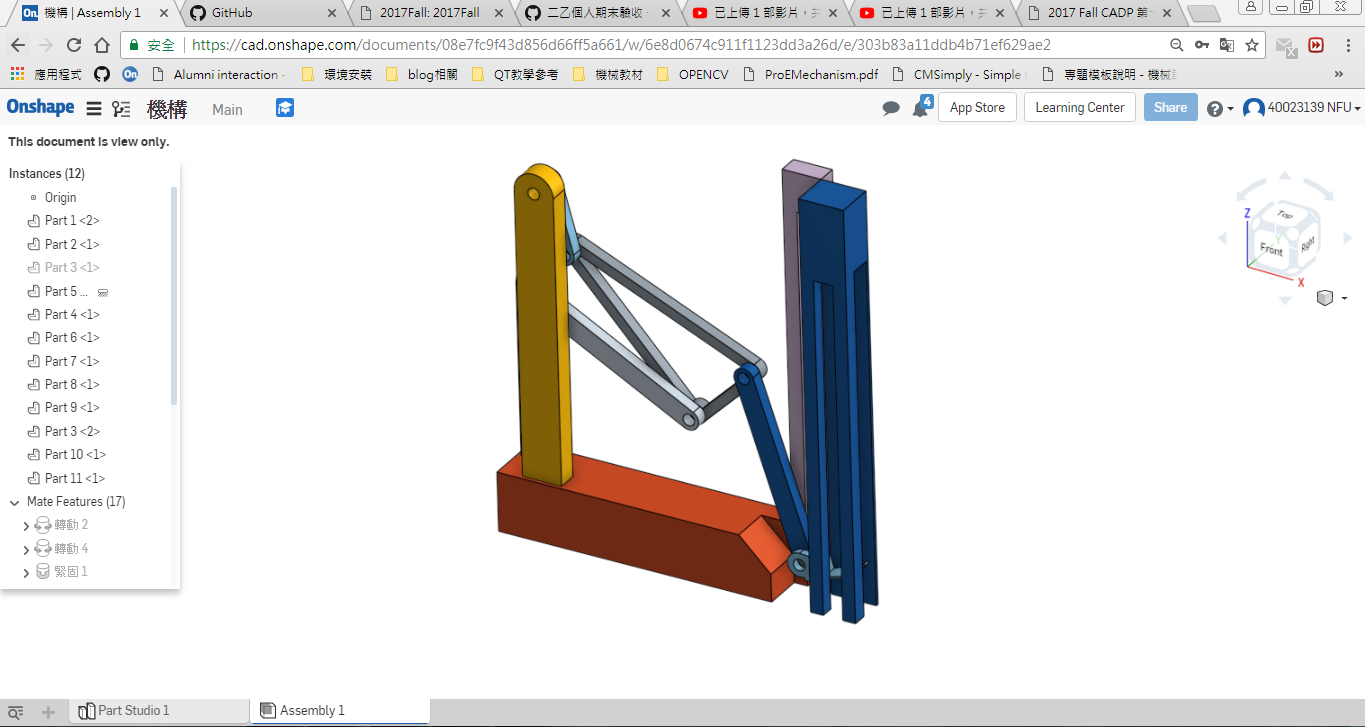 機構 | Assembly 1
GitHub
2017Fall: 2017Fall
二乙個人期末驗收
已上傳 1 部影片，
已上傳 1 部影片，
2017 Fall CADP 第
安全 | https://cad.onshape.com/documents/08e7fc9f43d856d66ff5a661/w/6e8d0674c911f1123dd3a26d/e/303b83a11ddb4b71ef629ae2
應用程式
On
Alumni interaction -
環境安裝
blog相關
QT教學參考
機械教材
OPENCV
ProEMechanism.pdf
CMSimply - Simple
專題模板說明 - 機械
»
Onshape
機構
Main
4
App Store
Learning Center
Share
40023139 NFU
This document is view only.
Instances (12)
Origin
Part 1 <2>
Part 2 <1>
Part 3 <1>
Part 5 ...
Part 4 <1>
Part 6 <1>
Part 7 <1>
Part 8 <1>
Part 9 <1>
Part 3 <2>
Part 10 <1>
Part 11 <1>
Mate Features (17)
轉動 2
轉動 4
緊固 1
Z
Top
Front
Right
X
Part Studio 1
Assembly 1